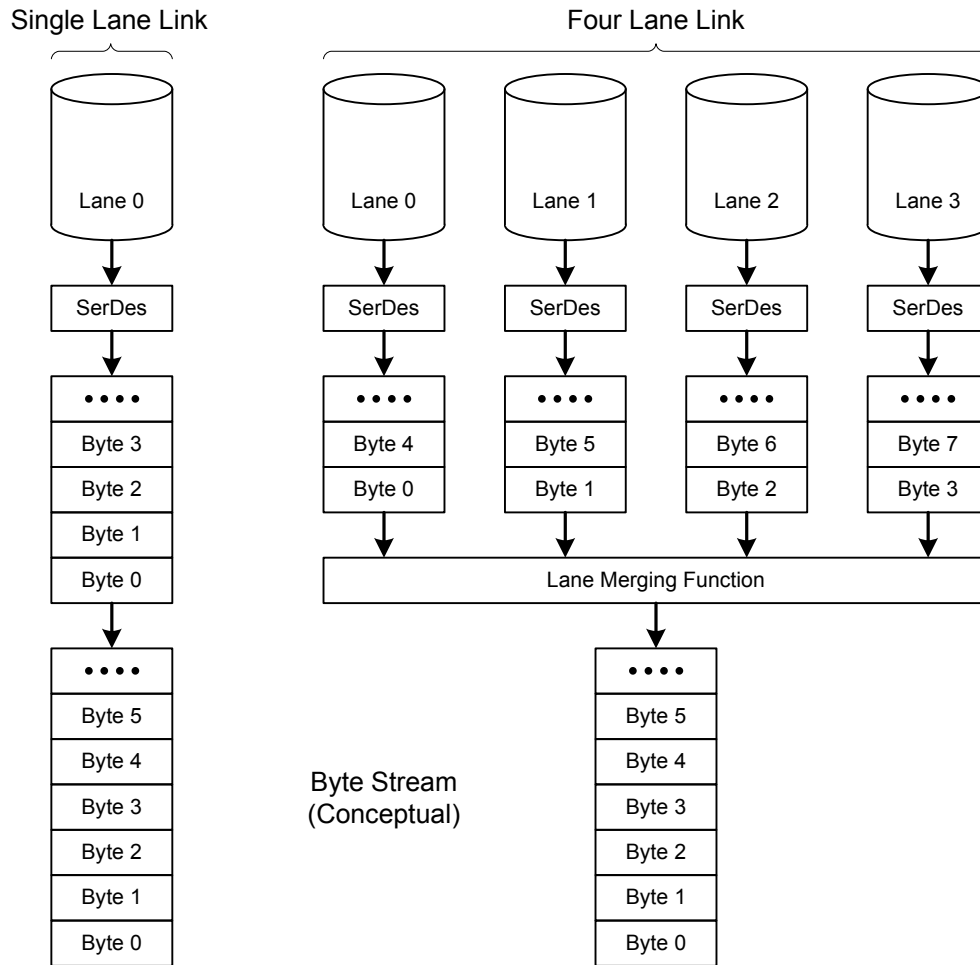 Single Lane Link
Four Lane Link
Lane 0
Lane 0
Lane 1
Lane 2
Lane 3
SerDes
SerDes
SerDes
SerDes
SerDes
••••
••••
••••
••••
••••
Byte 3
Byte 4
Byte 5
Byte 6
Byte 7
Byte 2
Byte 0
Byte 1
Byte 2
Byte 3
Byte 1
Byte 0
Lane Merging Function
••••
••••
Byte 5
Byte 5
Byte 4
Byte 4
Byte Stream
(Conceptual)
Byte 3
Byte 3
Byte 2
Byte 2
Byte 1
Byte 1
Byte 0
Byte 0